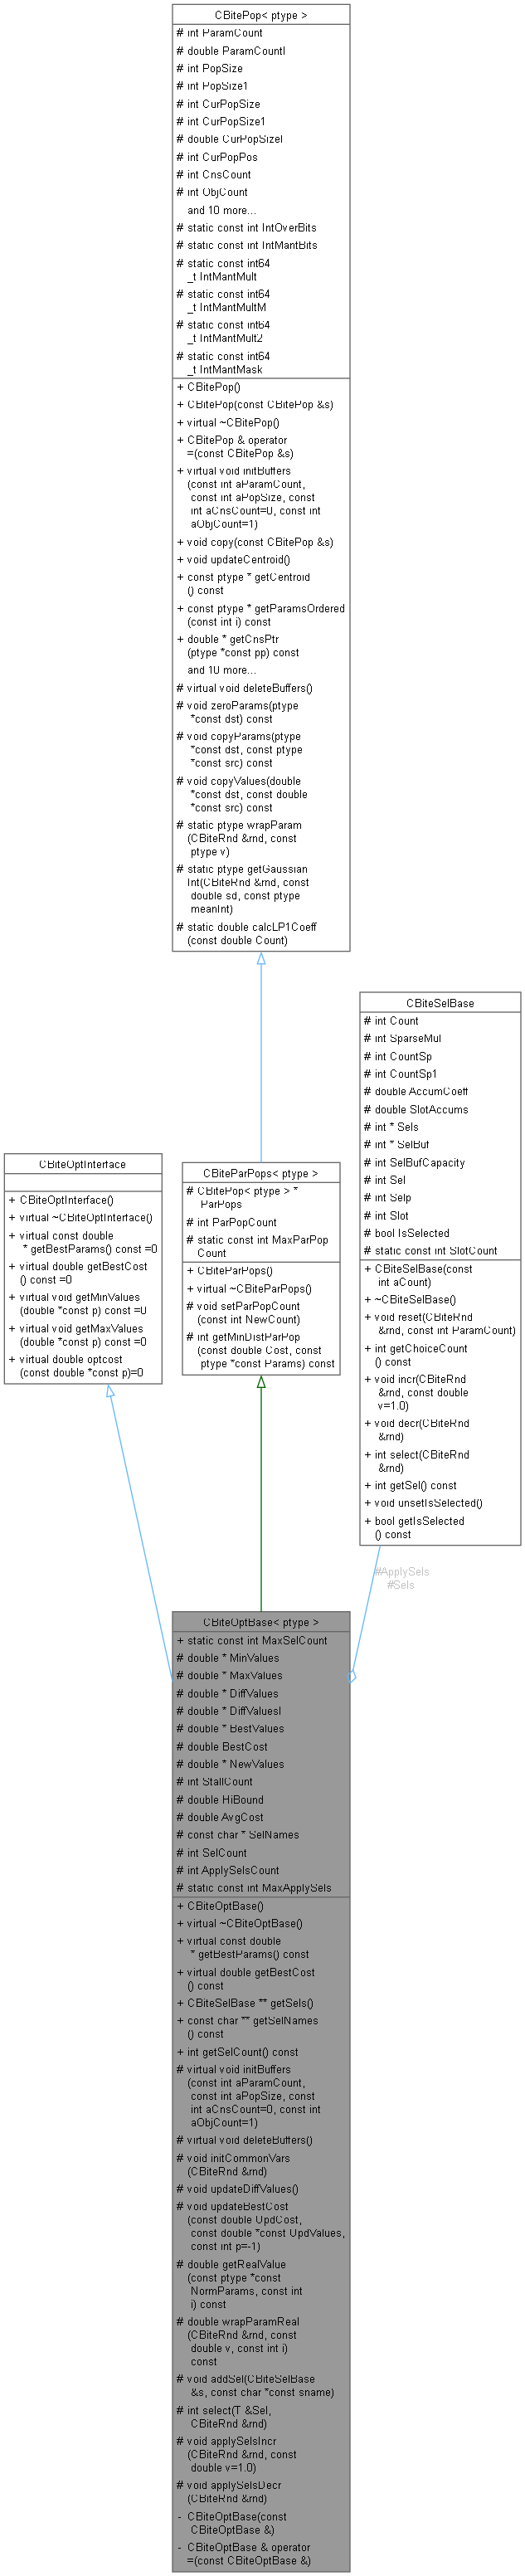 CBitePop< ptype >
# int ParamCount
# double ParamCountI
# int PopSize
# int PopSize1
# int CurPopSize
# int CurPopSize1
# double CurPopSizeI
# int CurPopPos
# int CnsCount
# int ObjCount
and 10 more...
# static const int IntOverBits
# static const int IntMantBits
# static const int64
_t IntMantMult
# static const int64
_t IntMantMultM
# static const int64
_t IntMantMult2
# static const int64
_t IntMantMask
+ CBitePop()
+ CBitePop(const CBitePop &s)
+ virtual ~CBitePop()
+ CBitePop & operator
=(const CBitePop &s)
+ virtual void initBuffers
(const int aParamCount,
const int aPopSize, const
int aCnsCount=0, const int
aObjCount=1)
+ void copy(const CBitePop &s)
+ void updateCentroid()
+ const ptype * getCentroid
() const
+ const ptype * getParamsOrdered
(const int i) const
+ double * getCnsPtr
(ptype *const pp) const
and 10 more...
# virtual void deleteBuffers()
# void zeroParams(ptype
*const dst) const
# void copyParams(ptype
*const dst, const ptype
*const src) const
# void copyValues(double
*const dst, const double
*const src) const
# static ptype wrapParam
(CBiteRnd &rnd, const
ptype v)
# static ptype getGaussian
Int(CBiteRnd &rnd, const
double sd, const ptype
meanInt)
# static double calcLP1Coeff
(const double Count)
CBiteSelBase
# int Count
# int SparseMul
# int CountSp
# int CountSp1
# double AccumCoeff
# double SlotAccums
# int * Sels
# int * SelBuf
# int SelBufCapacity
# int Sel
# int Selp
# int Slot
# bool IsSelected
# static const int SlotCount
+ CBiteSelBase(const
int aCount)
+ ~CBiteSelBase()
+ void reset(CBiteRnd
&rnd, const int ParamCount)
+ int getChoiceCount
() const
+ void incr(CBiteRnd
&rnd, const double
v=1.0)
+ void decr(CBiteRnd
&rnd)
+ int select(CBiteRnd
&rnd)
+ int getSel() const
+ void unsetIsSelected()
+ bool getIsSelected
() const
CBiteOptInterface
+ CBiteOptInterface()
+ virtual ~CBiteOptInterface()
+ virtual const double
* getBestParams() const =0
+ virtual double getBestCost
() const =0
+ virtual void getMinValues
(double *const p) const =0
+ virtual void getMaxValues
(double *const p) const =0
+ virtual double optcost
(const double *const p)=0
CBiteParPops< ptype >
# CBitePop< ptype > *
ParPops
# int ParPopCount
# static const int MaxParPop
Count
+ CBiteParPops()
+ virtual ~CBiteParPops()
# void setParPopCount
(const int NewCount)
# int getMinDistParPop
(const double Cost, const
ptype *const Params) const
#ApplySels
#Sels
CBiteOptBase< ptype >
+ static const int MaxSelCount
# double * MinValues
# double * MaxValues
# double * DiffValues
# double * DiffValuesI
# double * BestValues
# double BestCost
# double * NewValues
# int StallCount
# double HiBound
# double AvgCost
# const char * SelNames
# int SelCount
# int ApplySelsCount
# static const int MaxApplySels
+ CBiteOptBase()
+ virtual ~CBiteOptBase()
+ virtual const double
* getBestParams() const
+ virtual double getBestCost
() const
+ CBiteSelBase ** getSels()
+ const char ** getSelNames
() const
+ int getSelCount() const
# virtual void initBuffers
(const int aParamCount,
const int aPopSize, const
int aCnsCount=0, const int
aObjCount=1)
# virtual void deleteBuffers()
# void initCommonVars
(CBiteRnd &rnd)
# void updateDiffValues()
# void updateBestCost
(const double UpdCost,
const double *const UpdValues,
const int p=-1)
# double getRealValue
(const ptype *const
NormParams, const int
i) const
# double wrapParamReal
(CBiteRnd &rnd, const
double v, const int i)
const
# void addSel(CBiteSelBase
&s, const char *const sname)
# int select(T &Sel,
CBiteRnd &rnd)
# void applySelsIncr
(CBiteRnd &rnd, const
double v=1.0)
# void applySelsDecr
(CBiteRnd &rnd)
- CBiteOptBase(const
CBiteOptBase &)
- CBiteOptBase & operator
=(const CBiteOptBase &)